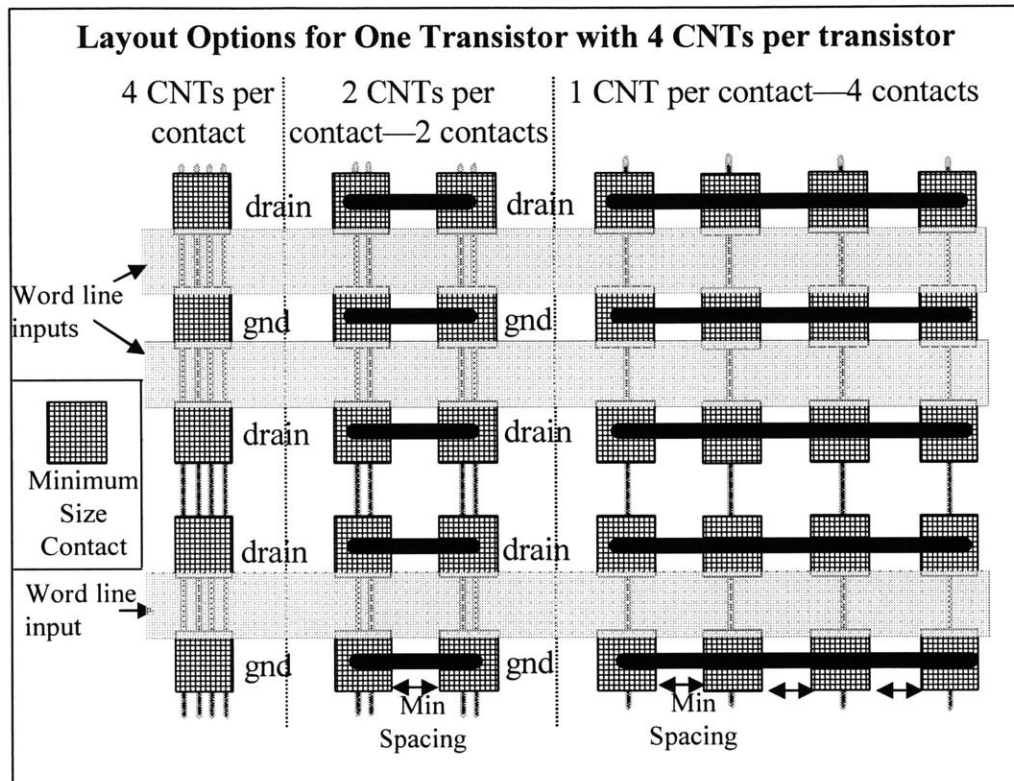 Layout Options for One Transistor with 4 CNTs per transistor
4 CNTs per
contact
2 CNTs per
contact—2 contacts
1 CNT per contact—4 contacts
drain
drain
Word line
inputs
gnd
gnd
drain
drain
Minimum
Size
Contact
drain
drain
Word line
input
gnd
gnd
Min
Spacing
Min
Spacing